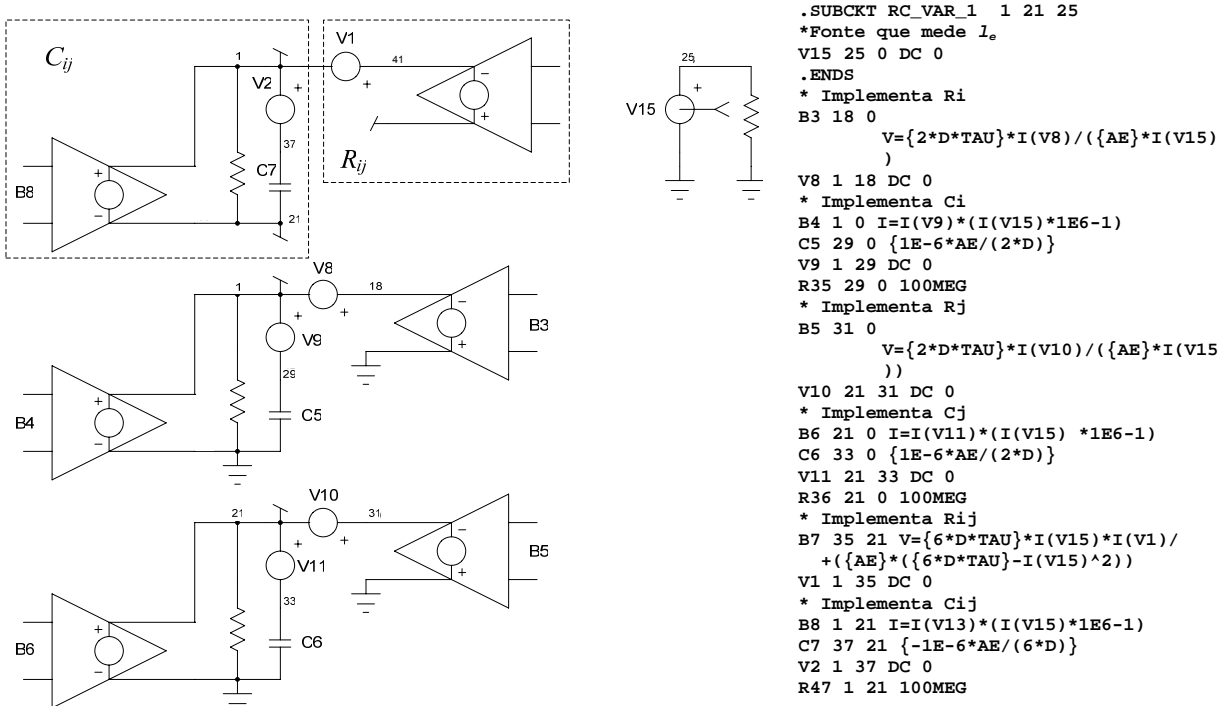 C_ij
V1
1
41
V2
37
C7
R_ij
B8
21
25
V15
V8
1
18
V9
29
C5
B3
B4
V10
21
31
V11
33
C6
B5
B6
.SUBCKT RC_VAR_1 1 21 25
*Fonte que mede l_e
V15 25 0 DC 0
.ENDS
* Implementa Ri
B3 18 0
V={2*D*TAU}*I(V8)/({AE}*I(V15)
)
V8 1 18 DC 0
* Implementa Ci
B4 1 0 I=I(V9)*(I(V15)*1E6-1)
C5 29 0 {1E-6*AE/(2*D)}
V9 1 29 DC 0
R35 29 0 100MEG
* Implementa Rj
B5 31 0
V={2*D*TAU}*I(V10)/({AE}*I(V15
))
V10 21 31 DC 0
* Implementa Cj
B6 21 0 I=I(V11)*(I(V15) *1E6-1)
C6 33 0 {1E-6*AE/(2*D)}
V11 21 33 DC 0
R36 21 0 100MEG
* Implementa Rij
B7 35 21 V={6*D*TAU}*I(V15)*I(V1)/
+({AE}*({6*D*TAU}-I(V15)^2))
V1 1 35 DC 0
* Implementa Cij
B8 1 21 I=I(V13)*(I(V15)*1E6-1)
C7 37 21 {-1E-6*AE/(6*D)}
V2 1 37 DC 0
R47 1 21 100MEG